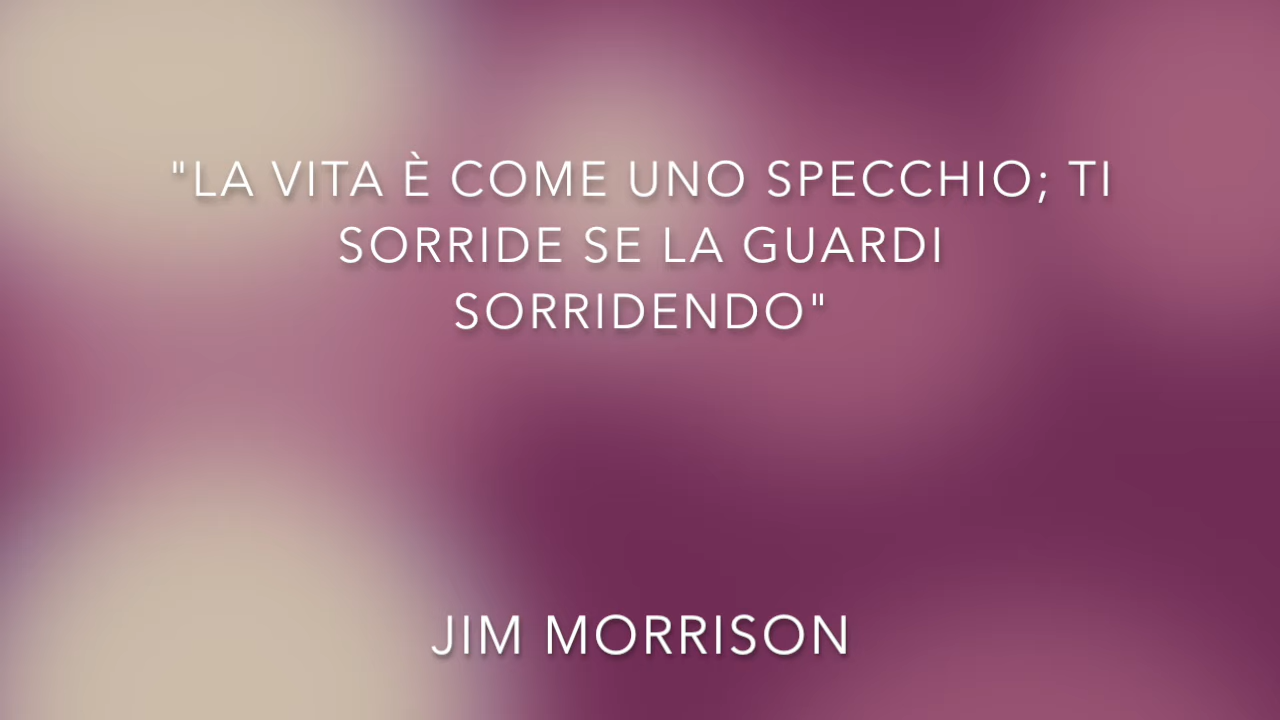 "LA VITA È COME UNO SPECCHIO; TI
SORRIDE SE LA GUARDI
SORRIDENDO"
JIM MORRISON